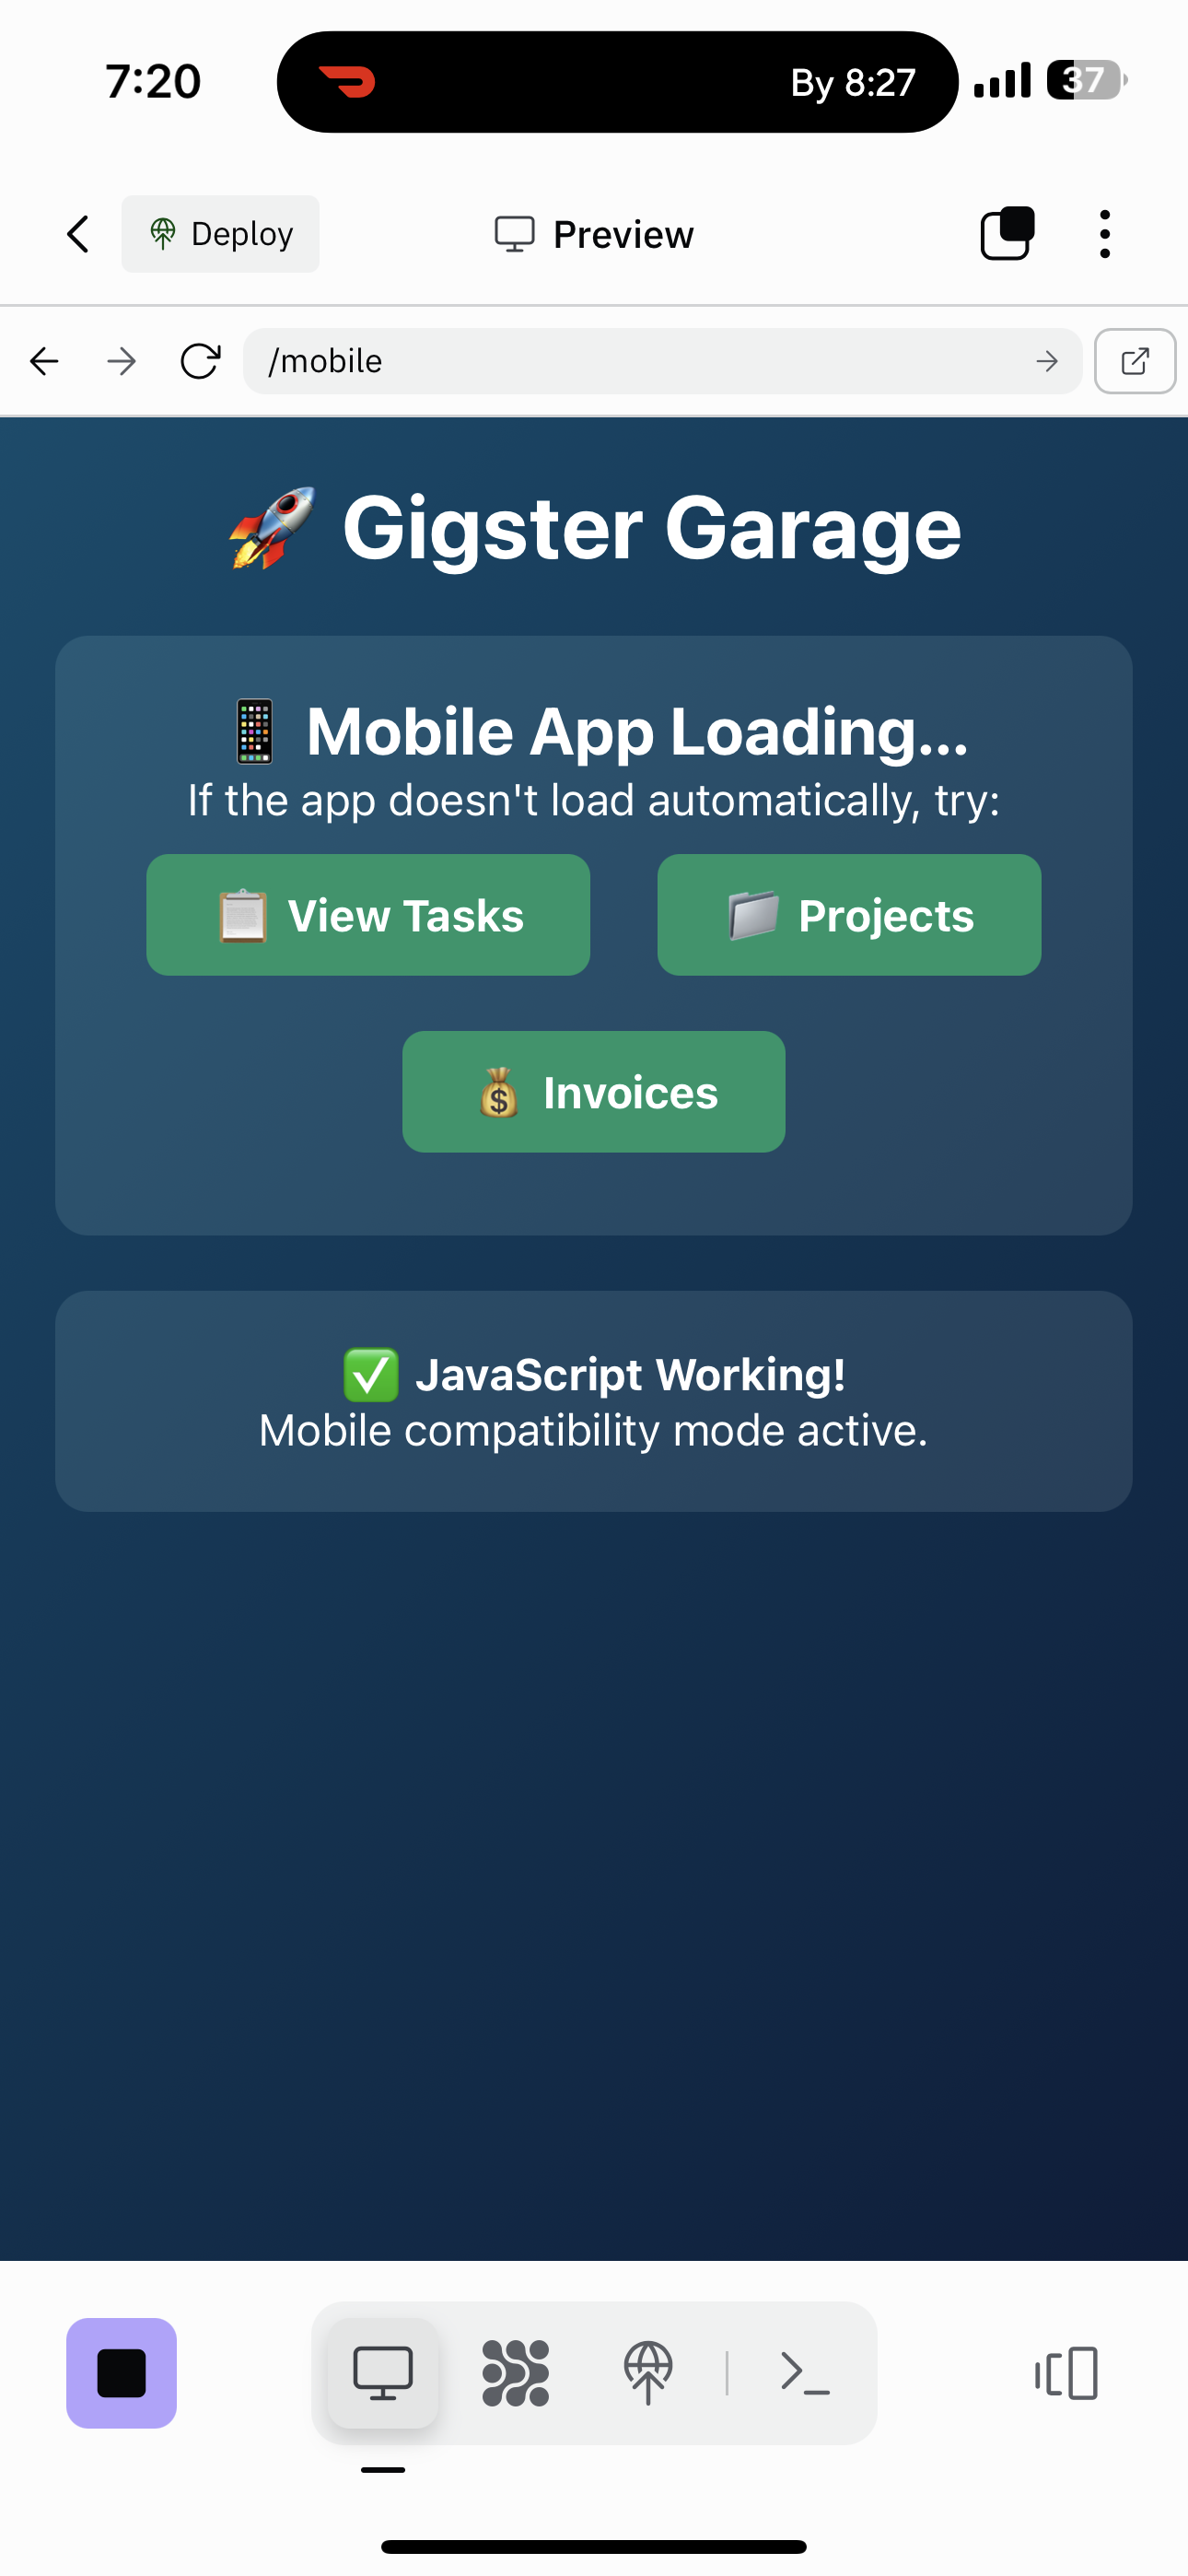 7:20
By 8:27
37
Deploy
Preview
/mobile
🚀 Gigster Garage
📱 Mobile App Loading...
If the app doesn't load automatically, try:
📋 View Tasks
📁 Projects
💰 Invoices
✅ JavaScript Working!
Mobile compatibility mode active.